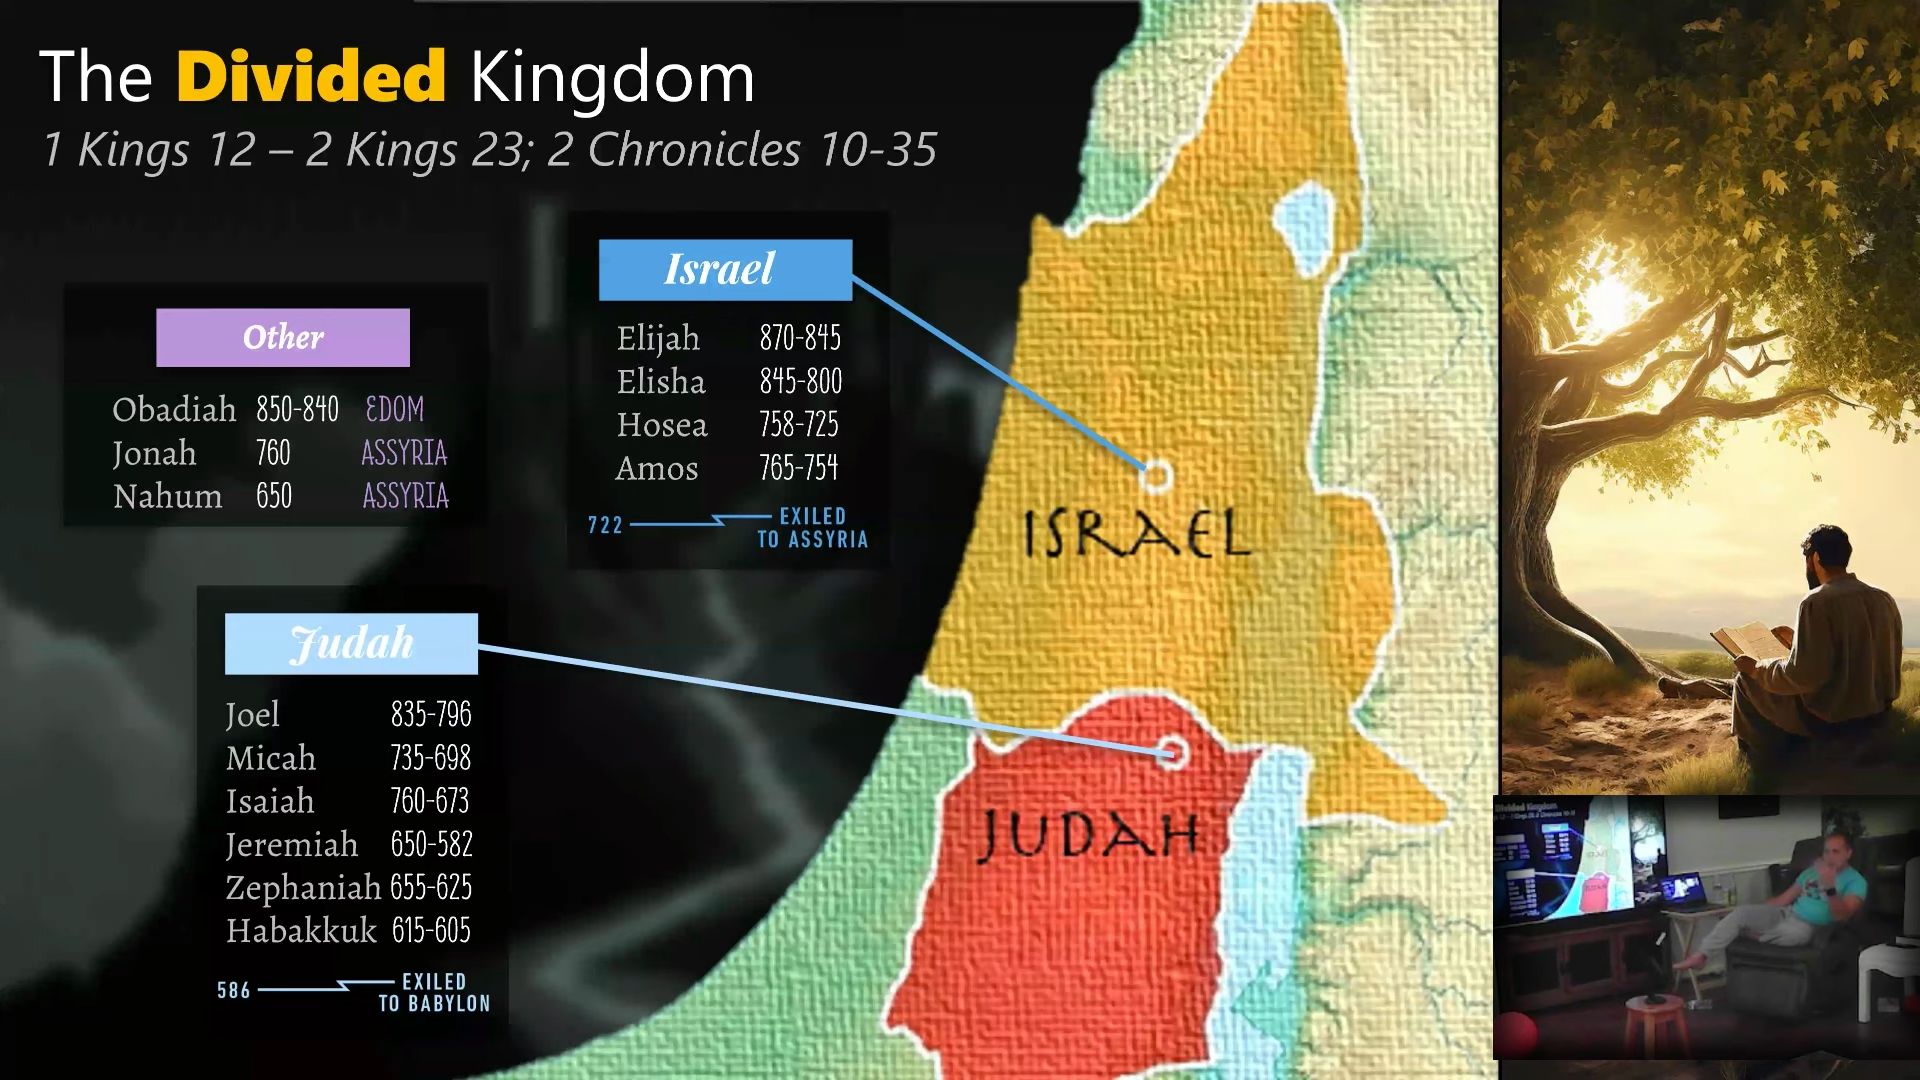 The Divided Kingdom
1 Kings 12 – 2 Kings 23; 2 Chronicles 10-35
Other
Obadiah 850-840 EDOM
Jonah 760 ASSYRIA
Nahum 650 ASSYRIA
Israel
Elijah 870-845
Elisha 845-800
Hosea 758-725
Amos 765-754
722 EXILED
TO ASSYRIA
Judah
Joel 835-796
Micah 735-698
Isaiah 760-673
Jeremiah 650-582
Zephaniah 655-625
Habakkuk 615-605
586 EXILED
TO BABYLON
ISRAEL
JUDAH
Divided Kingdom